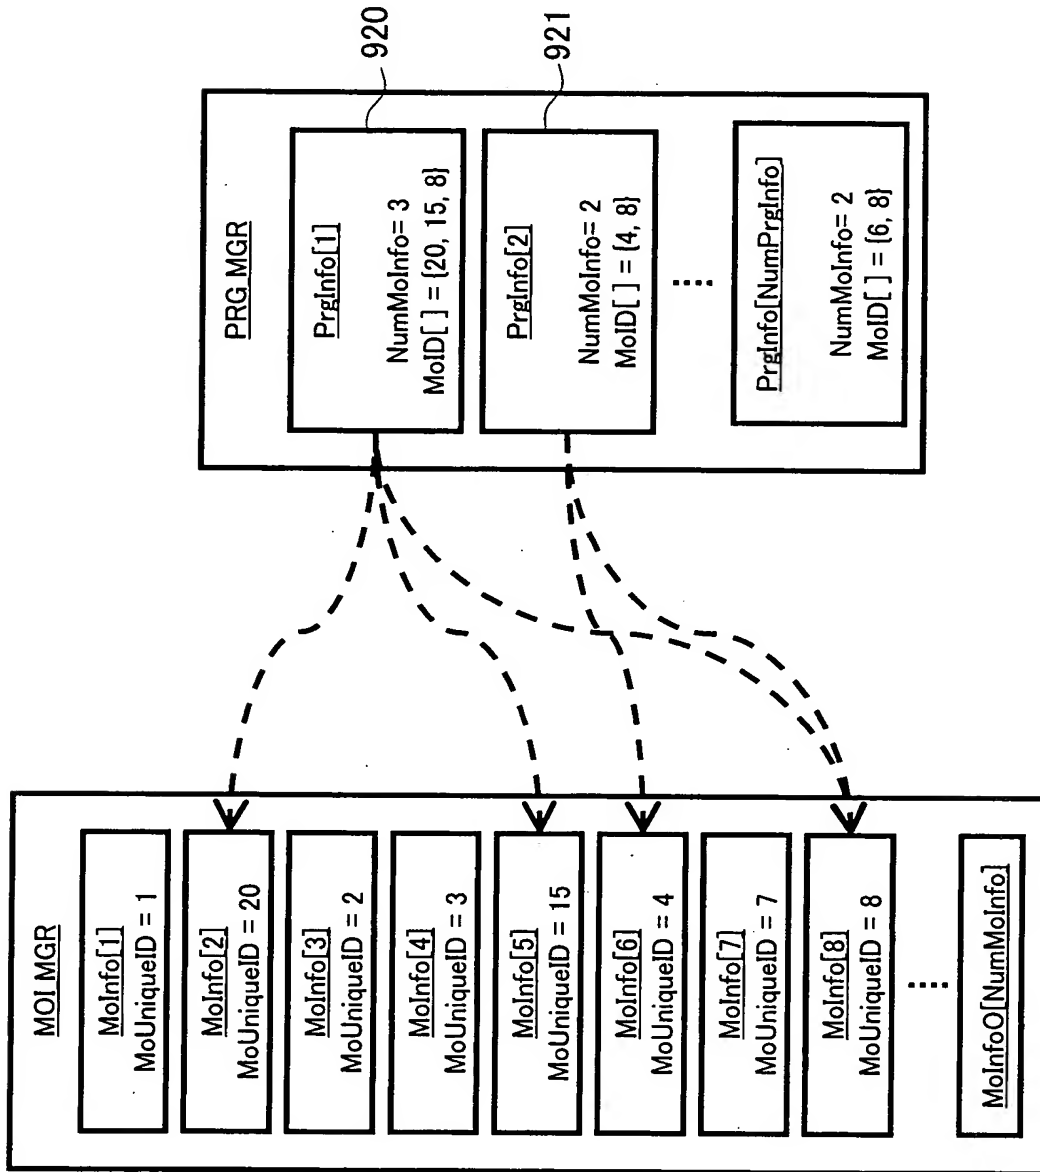 MOI MGR
MoInfo[1]
MoUniqueID = 1
MoInfo[2]
MoUniqueID = 20
MoInfo[3]
MoUniqueID = 2
MoInfo[4]
MoUniqueID = 3
MoInfo[5]
MoUniqueID = 15
MoInfo[6]
MoUniqueID = 4
MoInfo[7]
MoUniqueID = 7
MoInfo[8]
MoUniqueID = 8
......
MoInfoO[NumMoInfo]
PRG MGR
PrgInfo[1]
NumMoInfo= 3
MoID[ ] = {20, 15, 8}
920
PrgInfo[2]
NumMoInfo= 2
MoID[ ] = {4, 8}
921
......
PrgInfo[NumPrgInfo]
NumMoInfo= 2
MoID[ ] = {6, 8}